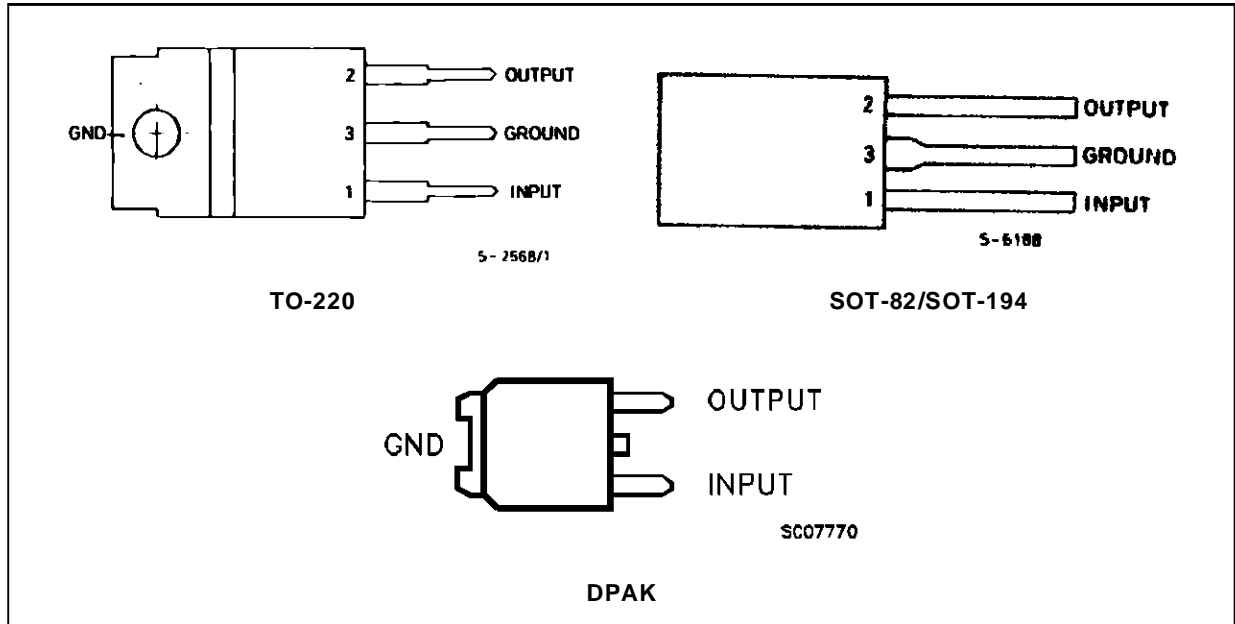 2 OUTPUT
GND 3 GROUND
1 INPUT
S-2568/1
TO-220
2 OUTPUT
3 GROUND
1 INPUT
S-6188
SOT-82/SOT-194
OUTPUT
GND
INPUT
SC07770
DPAK